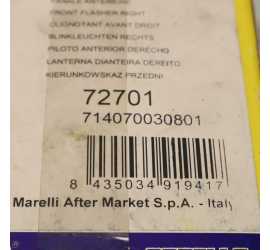 FRONT FLASHER RIGHT
CLIGNOTANT AVANT DROIT
BLINKLEUCHTEN RECHTS
PILOTO ANTERIOR DERECHO
LANTERNA DIANTEIRA DEREITO
KIERUNKOWSKAZ PRZEDNI
72701
714070030801
8 435034 919417
Marelli After Market S.p.A. - Italy